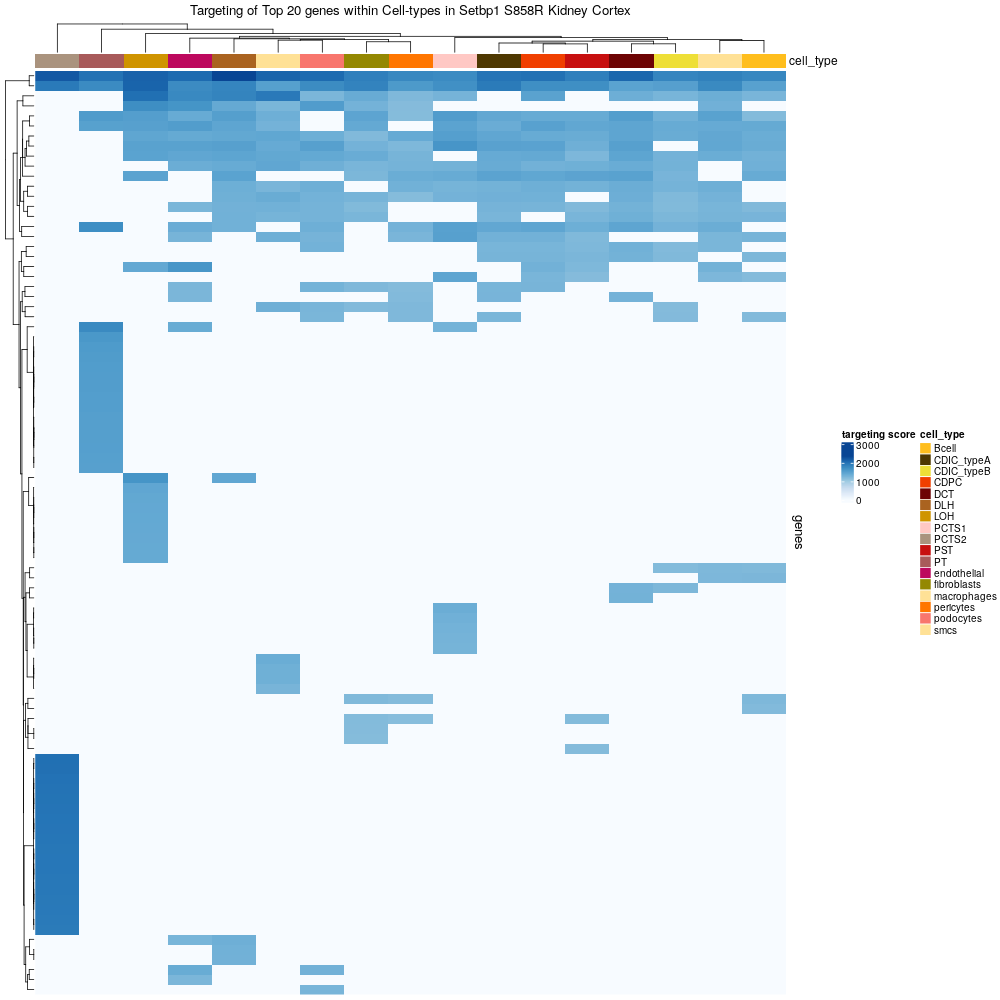 Targeting of Top 20 genes within Cell-types in Setbp1 S858R Kidney Cortex
cell_type
genes
targeting score
3000
2000
1000
0
cell_type
Bcell
CDIC_typeA
CDIC_typeB
CDPC
DCT
DLH
LOH
PCTS1
PCTS2
PST
PT
endothelial
fibroblasts
macrophages
pericytes
podocytes
smcs